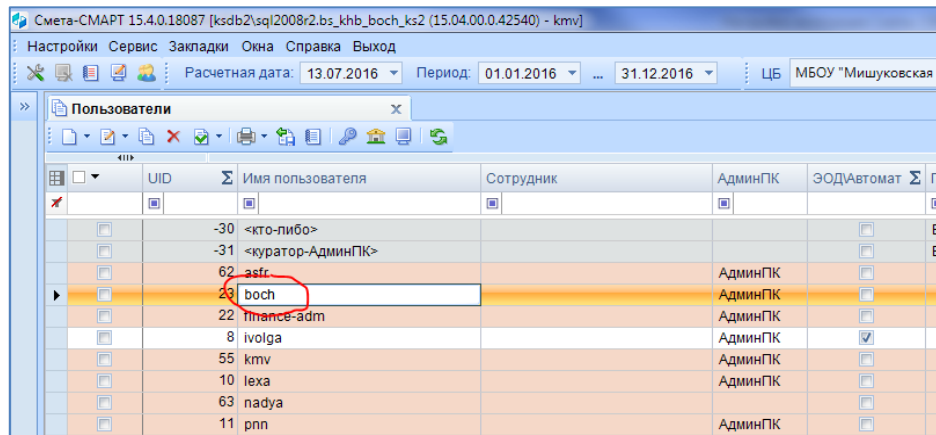 Смета-СМАРТ 15.4.0.18087 [ksdb2\sql2008r2.bs_khb_boch_ks2 (15.04.00.0.42540) - kmv]
Настройки Сервис Закладки Окна Справка Выход
Расчетная дата: 13.07.2016 Период: 01.01.2016 ... 31.12.2016 ЦБ МБОУ "Мишуковская
» Пользователи x
UID Σ Имя пользователя Сотрудник АдминПК ЭОД\Автомат Σ
-30 <кто-либо>
-31 <куратор-АдминПК>
62 asfr АдминПК
23 boch АдминПК
22 finance-adm АдминПК
8 ivolga АдминПК
55 kmv АдминПК
10 lexa АдминПК
63 nadya
11 pnn АдминПК